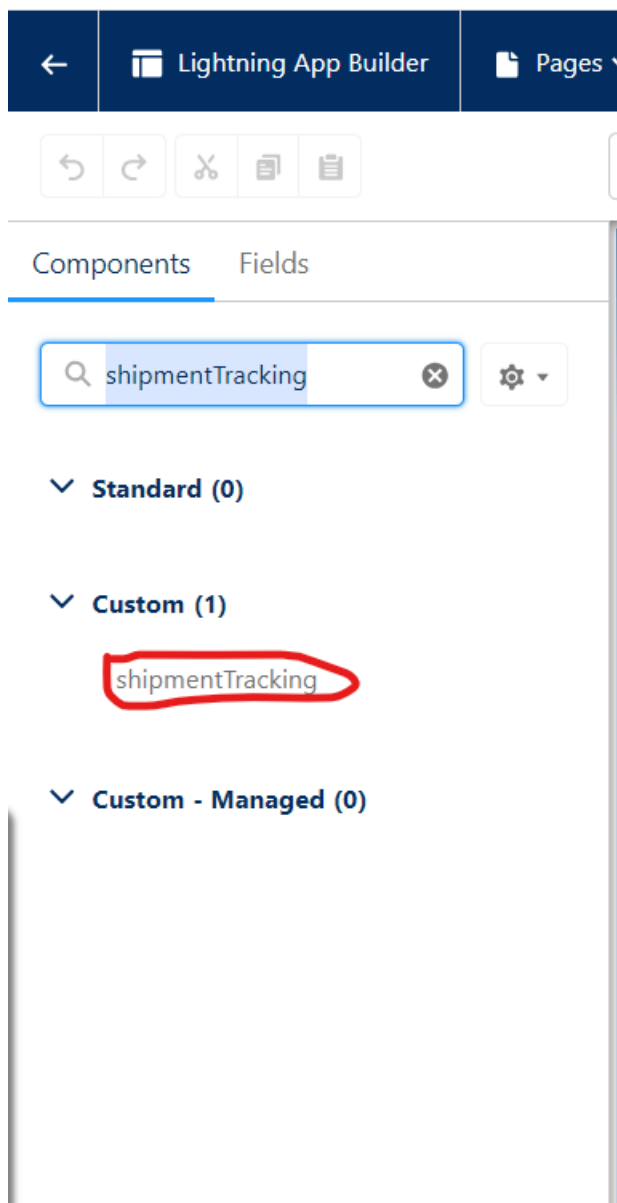 Lightning App Builder
Pages
Components
Fields
shipmentTracking
Standard (0)
Custom (1)
shipmentTracking
Custom - Managed (0)